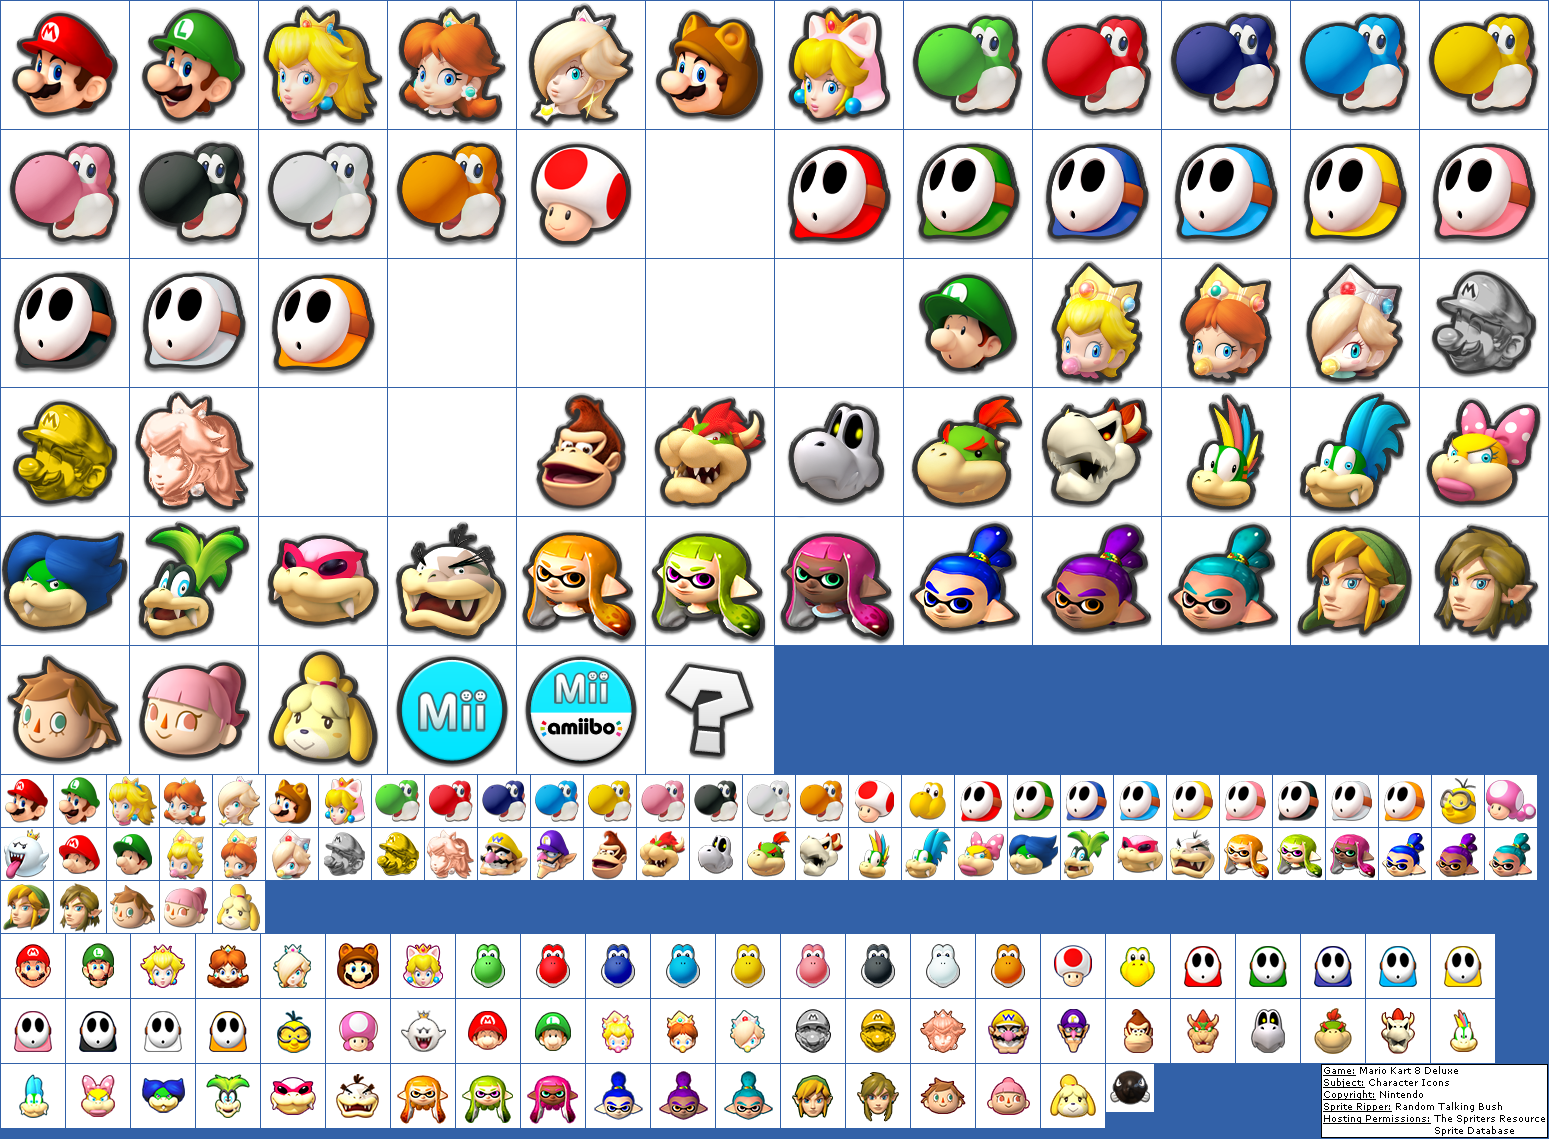 Mii
Mii
amiibo
Game: Mario Kart 8 Deluxe
Subject: Character Icons
Copyright: Nintendo
Sprite Ripper: Random Talking Bush
Hosting Permissions: The Spriters Resource
Sprite Database